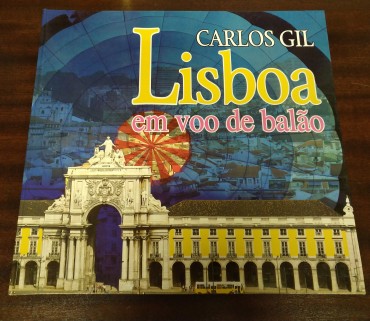 CARLOS GIL
Lisboa
em voo de balão